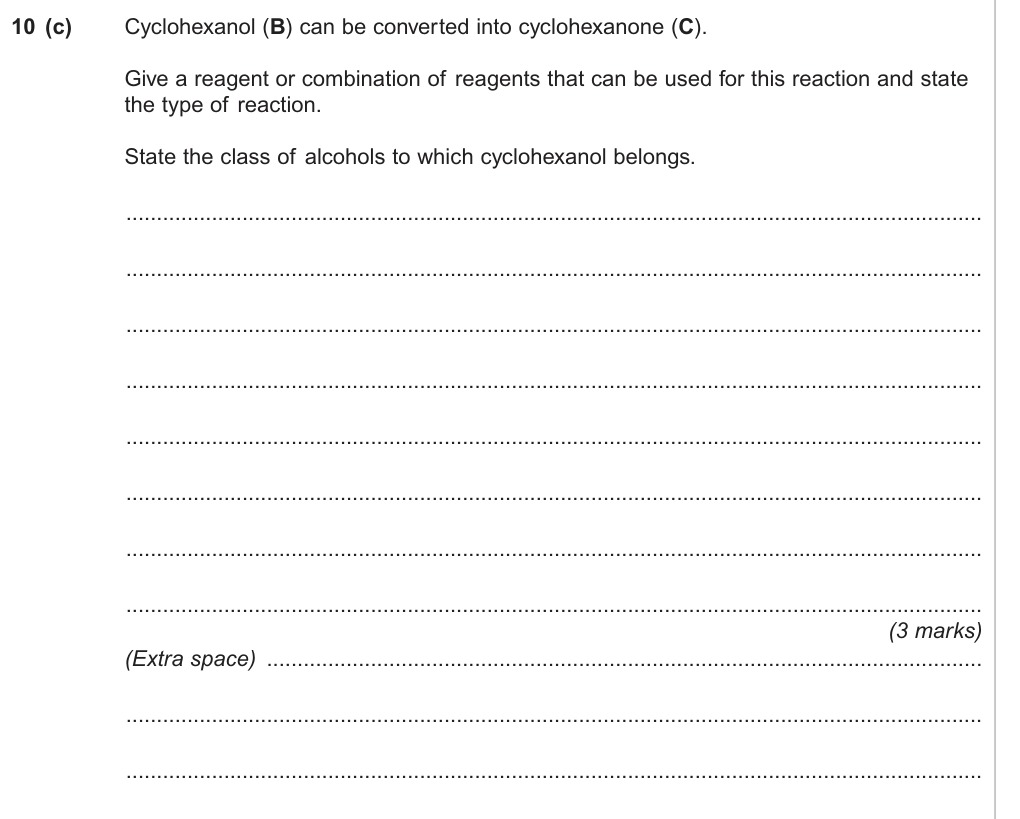 10 (c) Cyclohexanol (B) can be converted into cyclohexanone (C).
Give a reagent or combination of reagents that can be used for this reaction and state
the type of reaction.
State the class of alcohols to which cyclohexanol belongs.
(3 marks)
(Extra space)